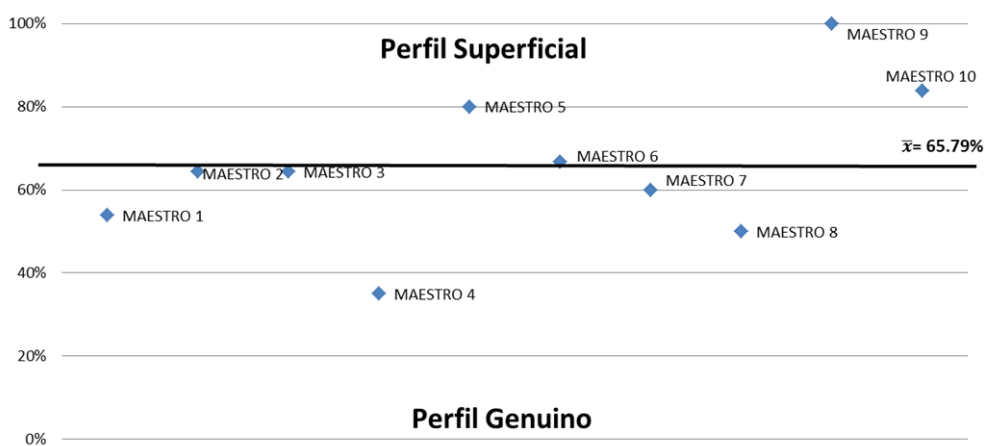 100%
Perfil Superficial
MAESTRO 9
MAESTRO 10
80%
MAESTRO 5
x̅= 65.79%
MAESTRO 6
MAESTRO 2
MAESTRO 3
MAESTRO 7
60%
MAESTRO 1
MAESTRO 8
40%
MAESTRO 4
20%
Perfil Genuino
0%